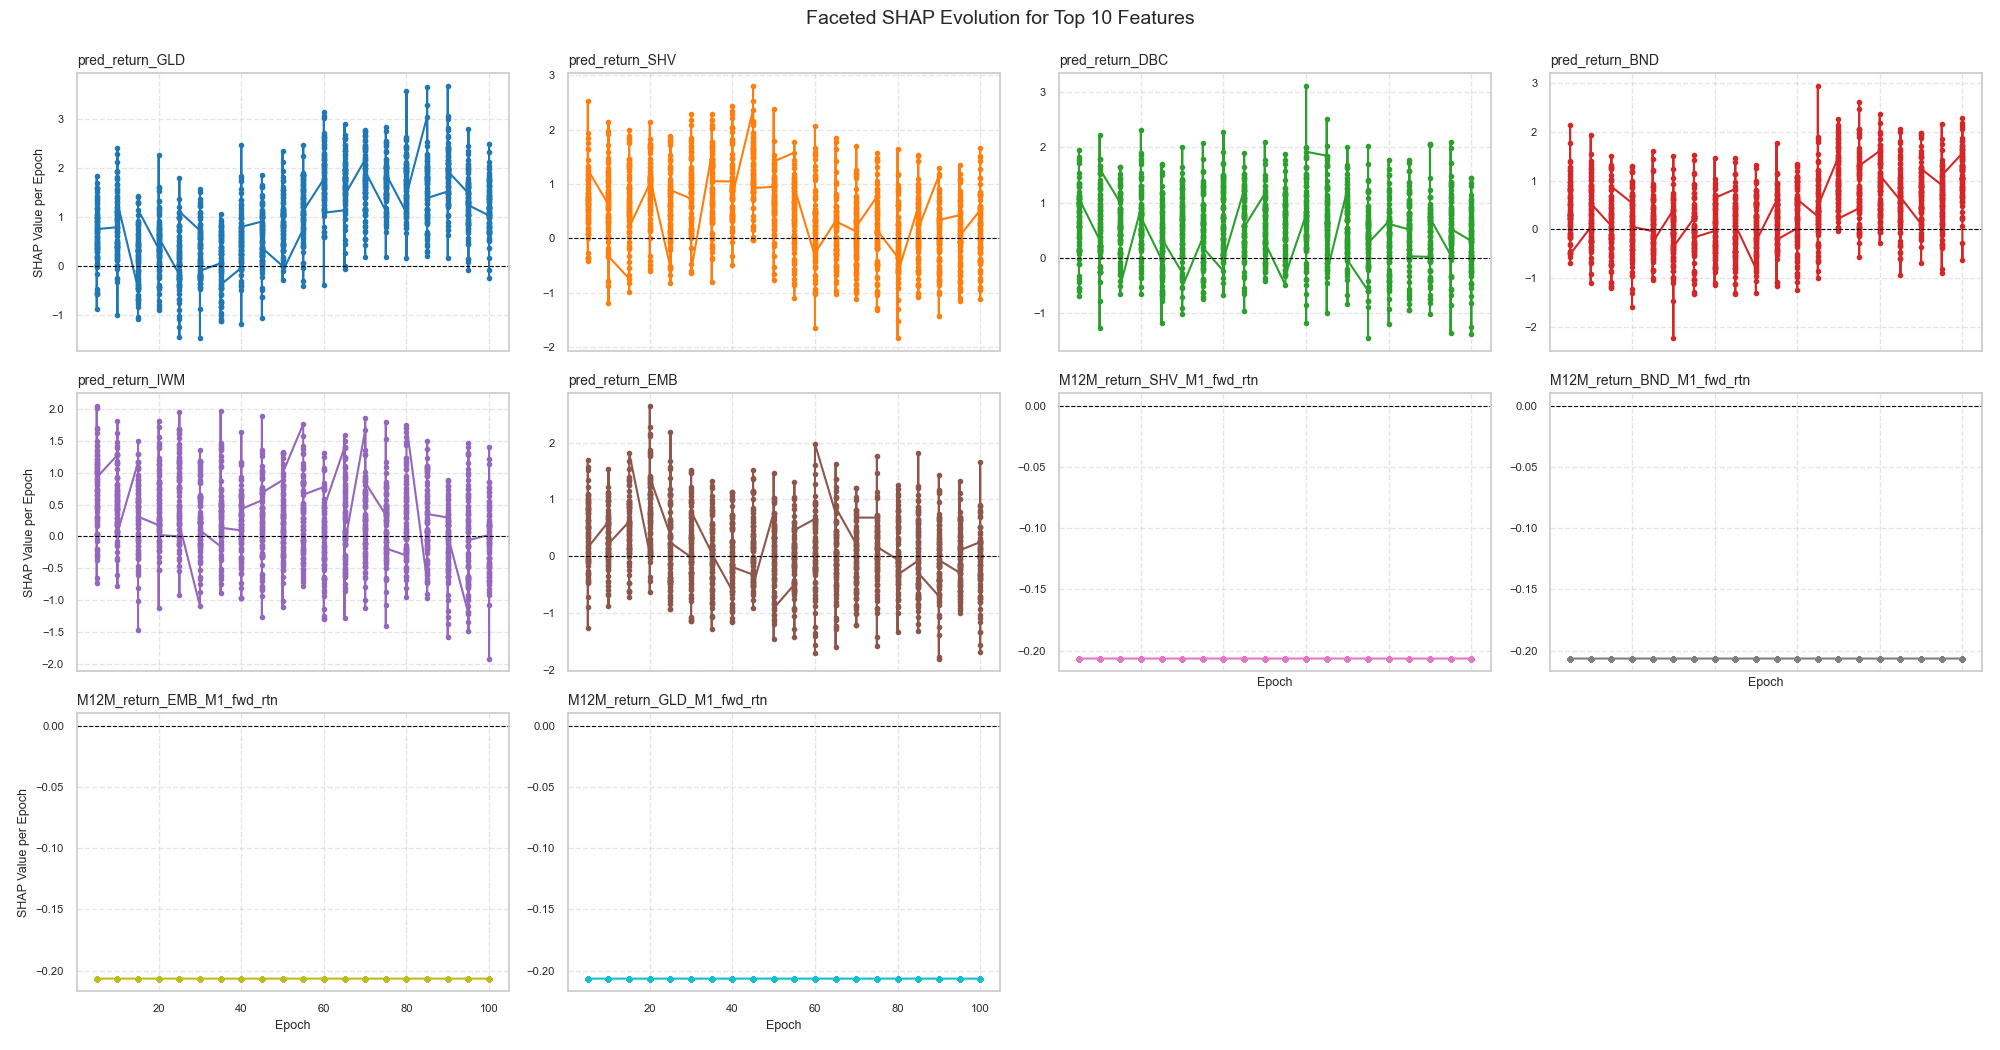 Faceted SHAP Evolution for Top 10 Features
pred_return_GLD
pred_return_SHV
pred_return_DBC
pred_return_BND
SHAP Value per Epoch
3
2
1
0
−1
3
2
1
0
−1
−2
3
2
1
0
−1
3
2
1
0
−1
−2
pred_return_IWM
pred_return_EMB
M12M_return_SHV_M1_fwd_rtn
M12M_return_BND_M1_fwd_rtn
SHAP Value per Epoch
2.0
1.5
1.0
0.5
0.0
−0.5
−1.0
−1.5
−2.0
2
1
0
−1
−2
0.00
−0.05
−0.10
−0.15
−0.20
Epoch
0.00
−0.05
−0.10
−0.15
−0.20
Epoch
M12M_return_EMB_M1_fwd_rtn
M12M_return_GLD_M1_fwd_rtn
SHAP Value per Epoch
0.00
−0.05
−0.10
−0.15
−0.20
20 40 60 80 100
Epoch
0.00
−0.05
−0.10
−0.15
−0.20
20 40 60 80 100
Epoch